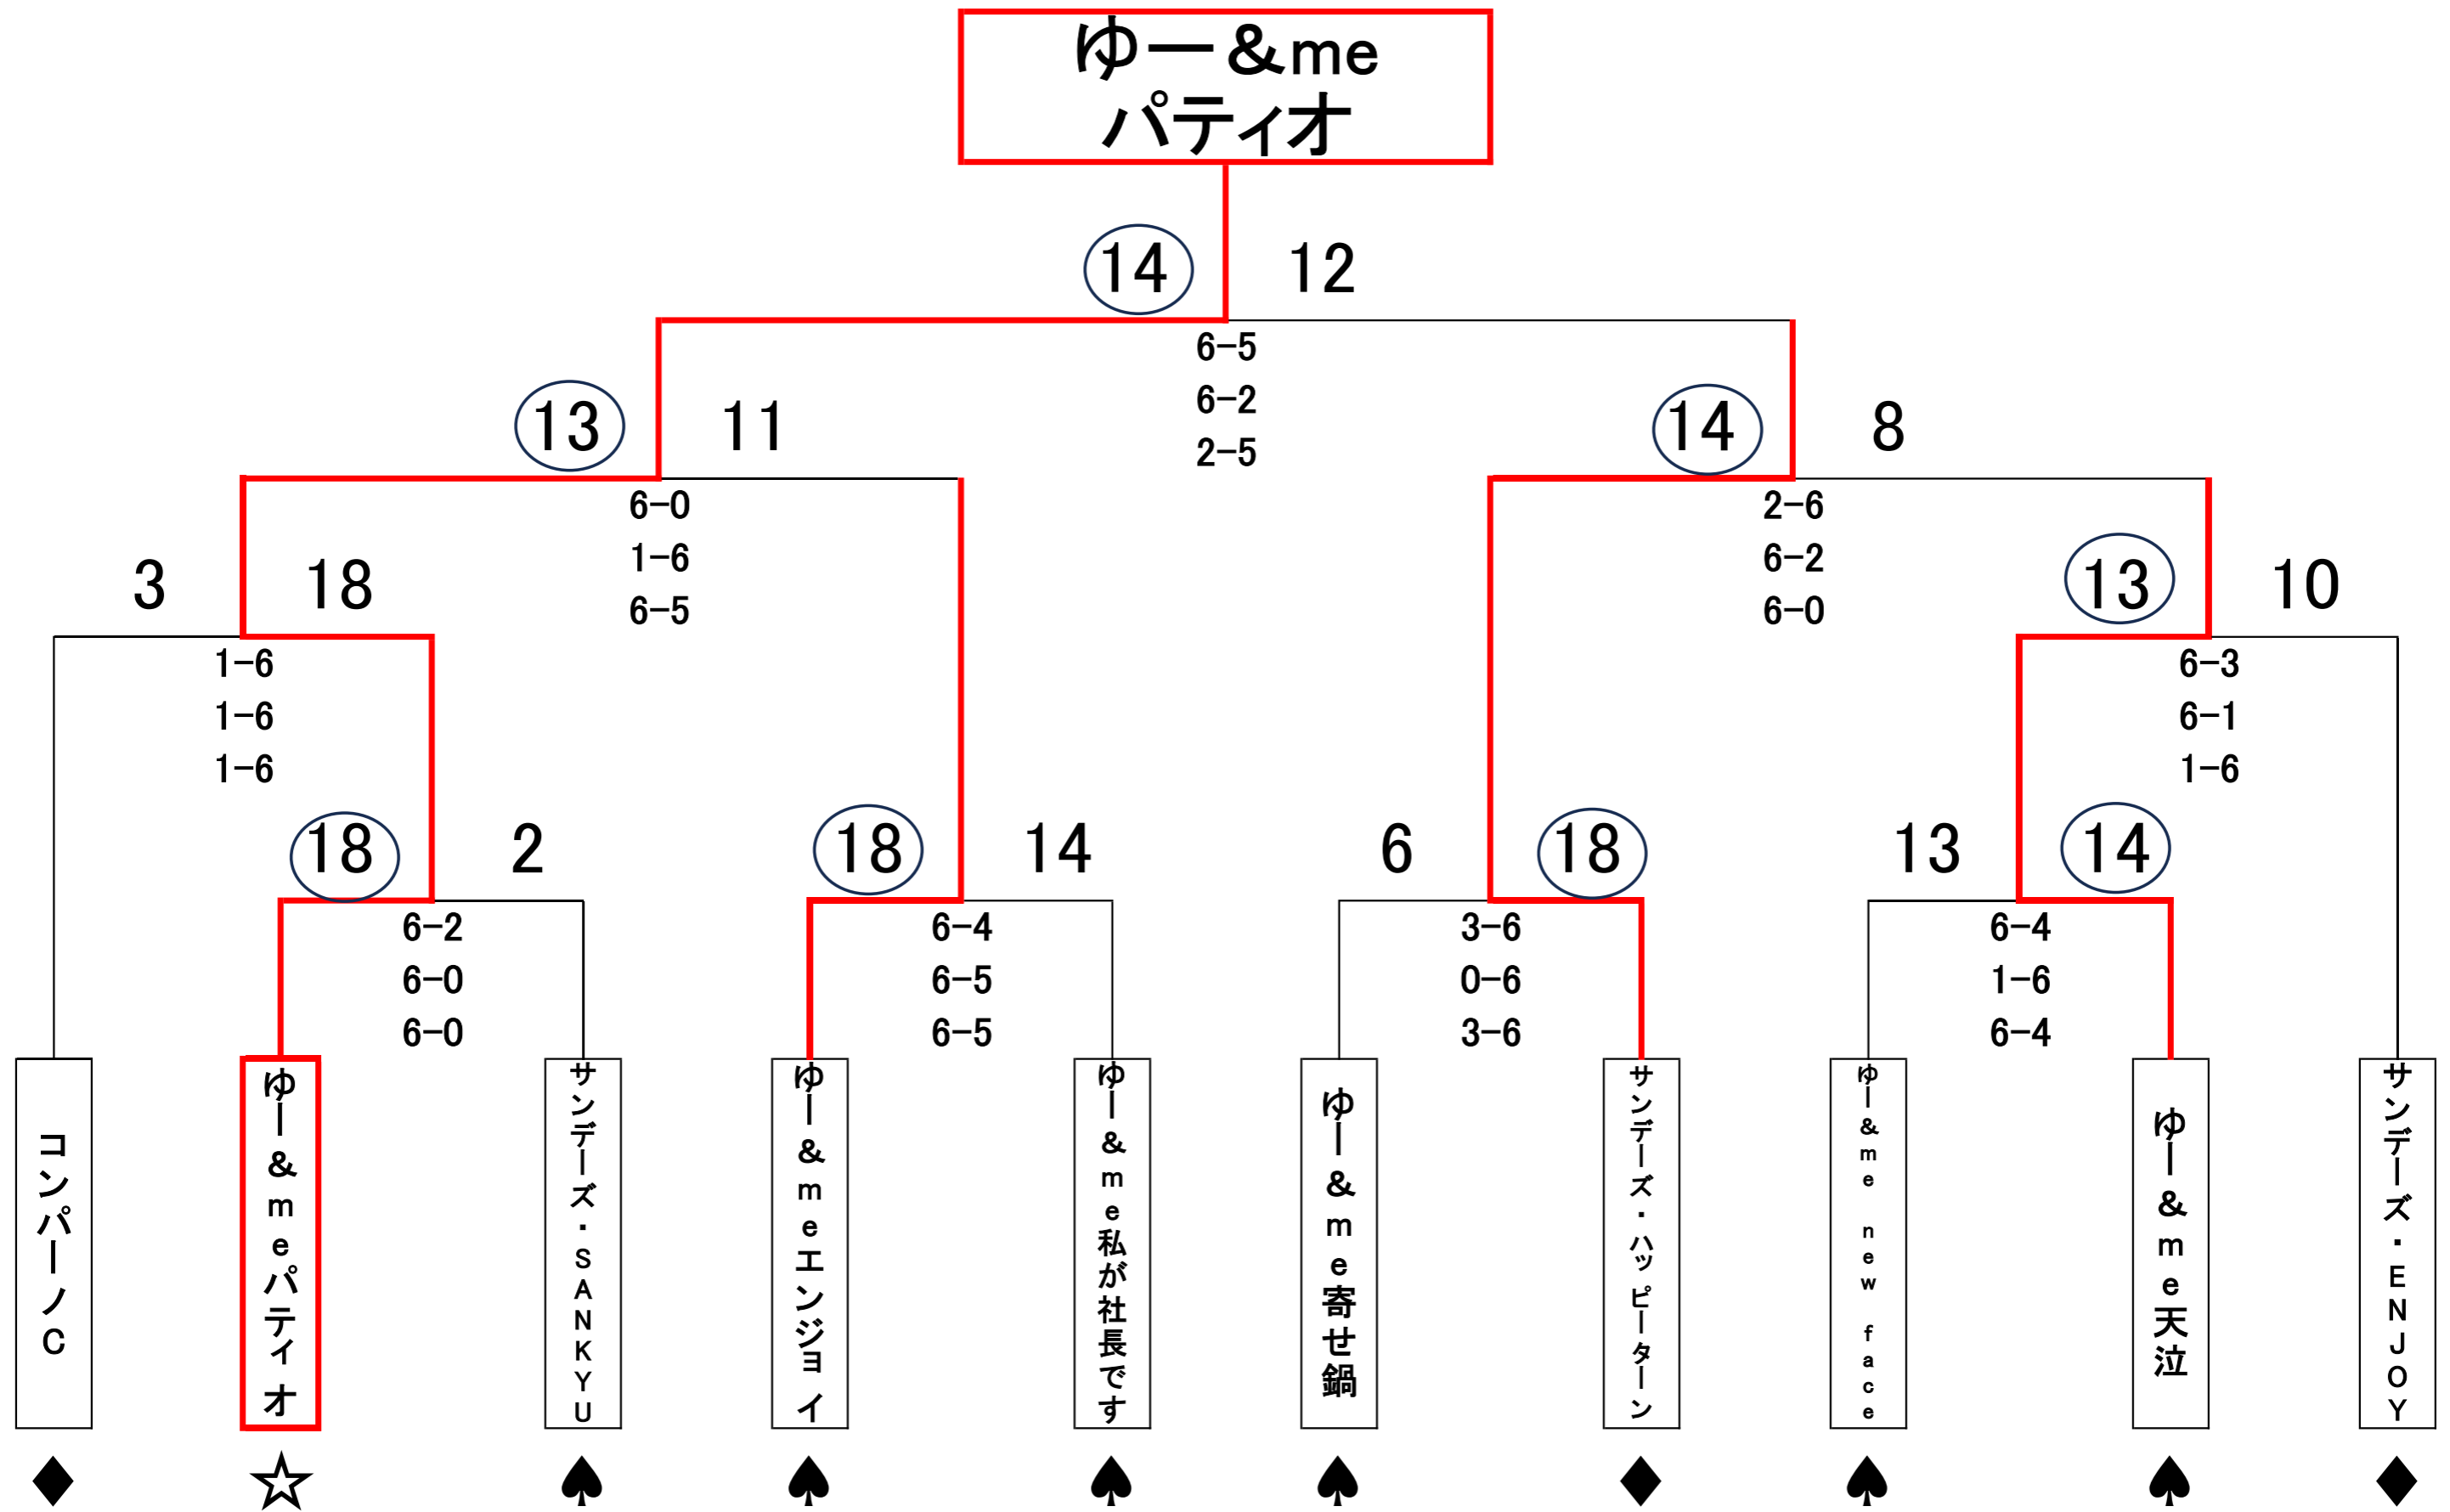 ゆー&me
パティオ
14 12
6-5
6-2
2-5
13 11
14 8
6-0
1-6
6-5
2-6
6-2
6-0
3 18
13 10
1-6
1-6
1-6
6-3
6-1
1-6
18 2
18 14
6 18
13 14
6-2
6-0
6-0
6-4
6-5
6-5
3-6
0-6
3-6
6-4
1-6
6-4
コンパーノC
ゆー&meパティオ
サンデーズ・SANKYU
ゆー&meエンジョイ
ゆー&me私が社長です
ゆー&me寄せ鍋
サンデーズ・ハッピーターン
ゆー&me new face
ゆー&me天泣
サンデーズ・ENJOY
♦ ☆ ♠ ♠ ♠ ♠ ♦ ♠ ♠ ♦